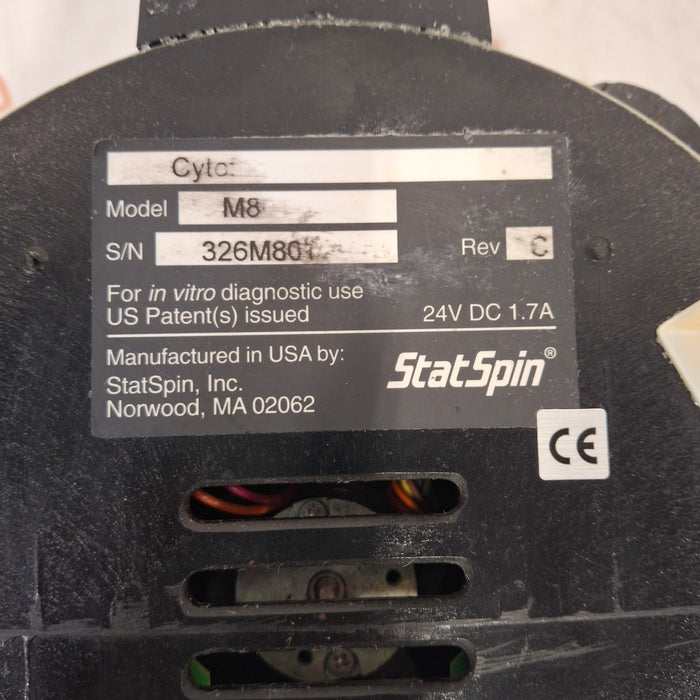 Model M8
S/N 326M80 Rev C
For in vitro diagnostic use
US Patent(s) issued 24V DC 1.7A
Manufactured in USA by:
StatSpin, Inc. StatSpin®
Norwood, MA 02062
CE